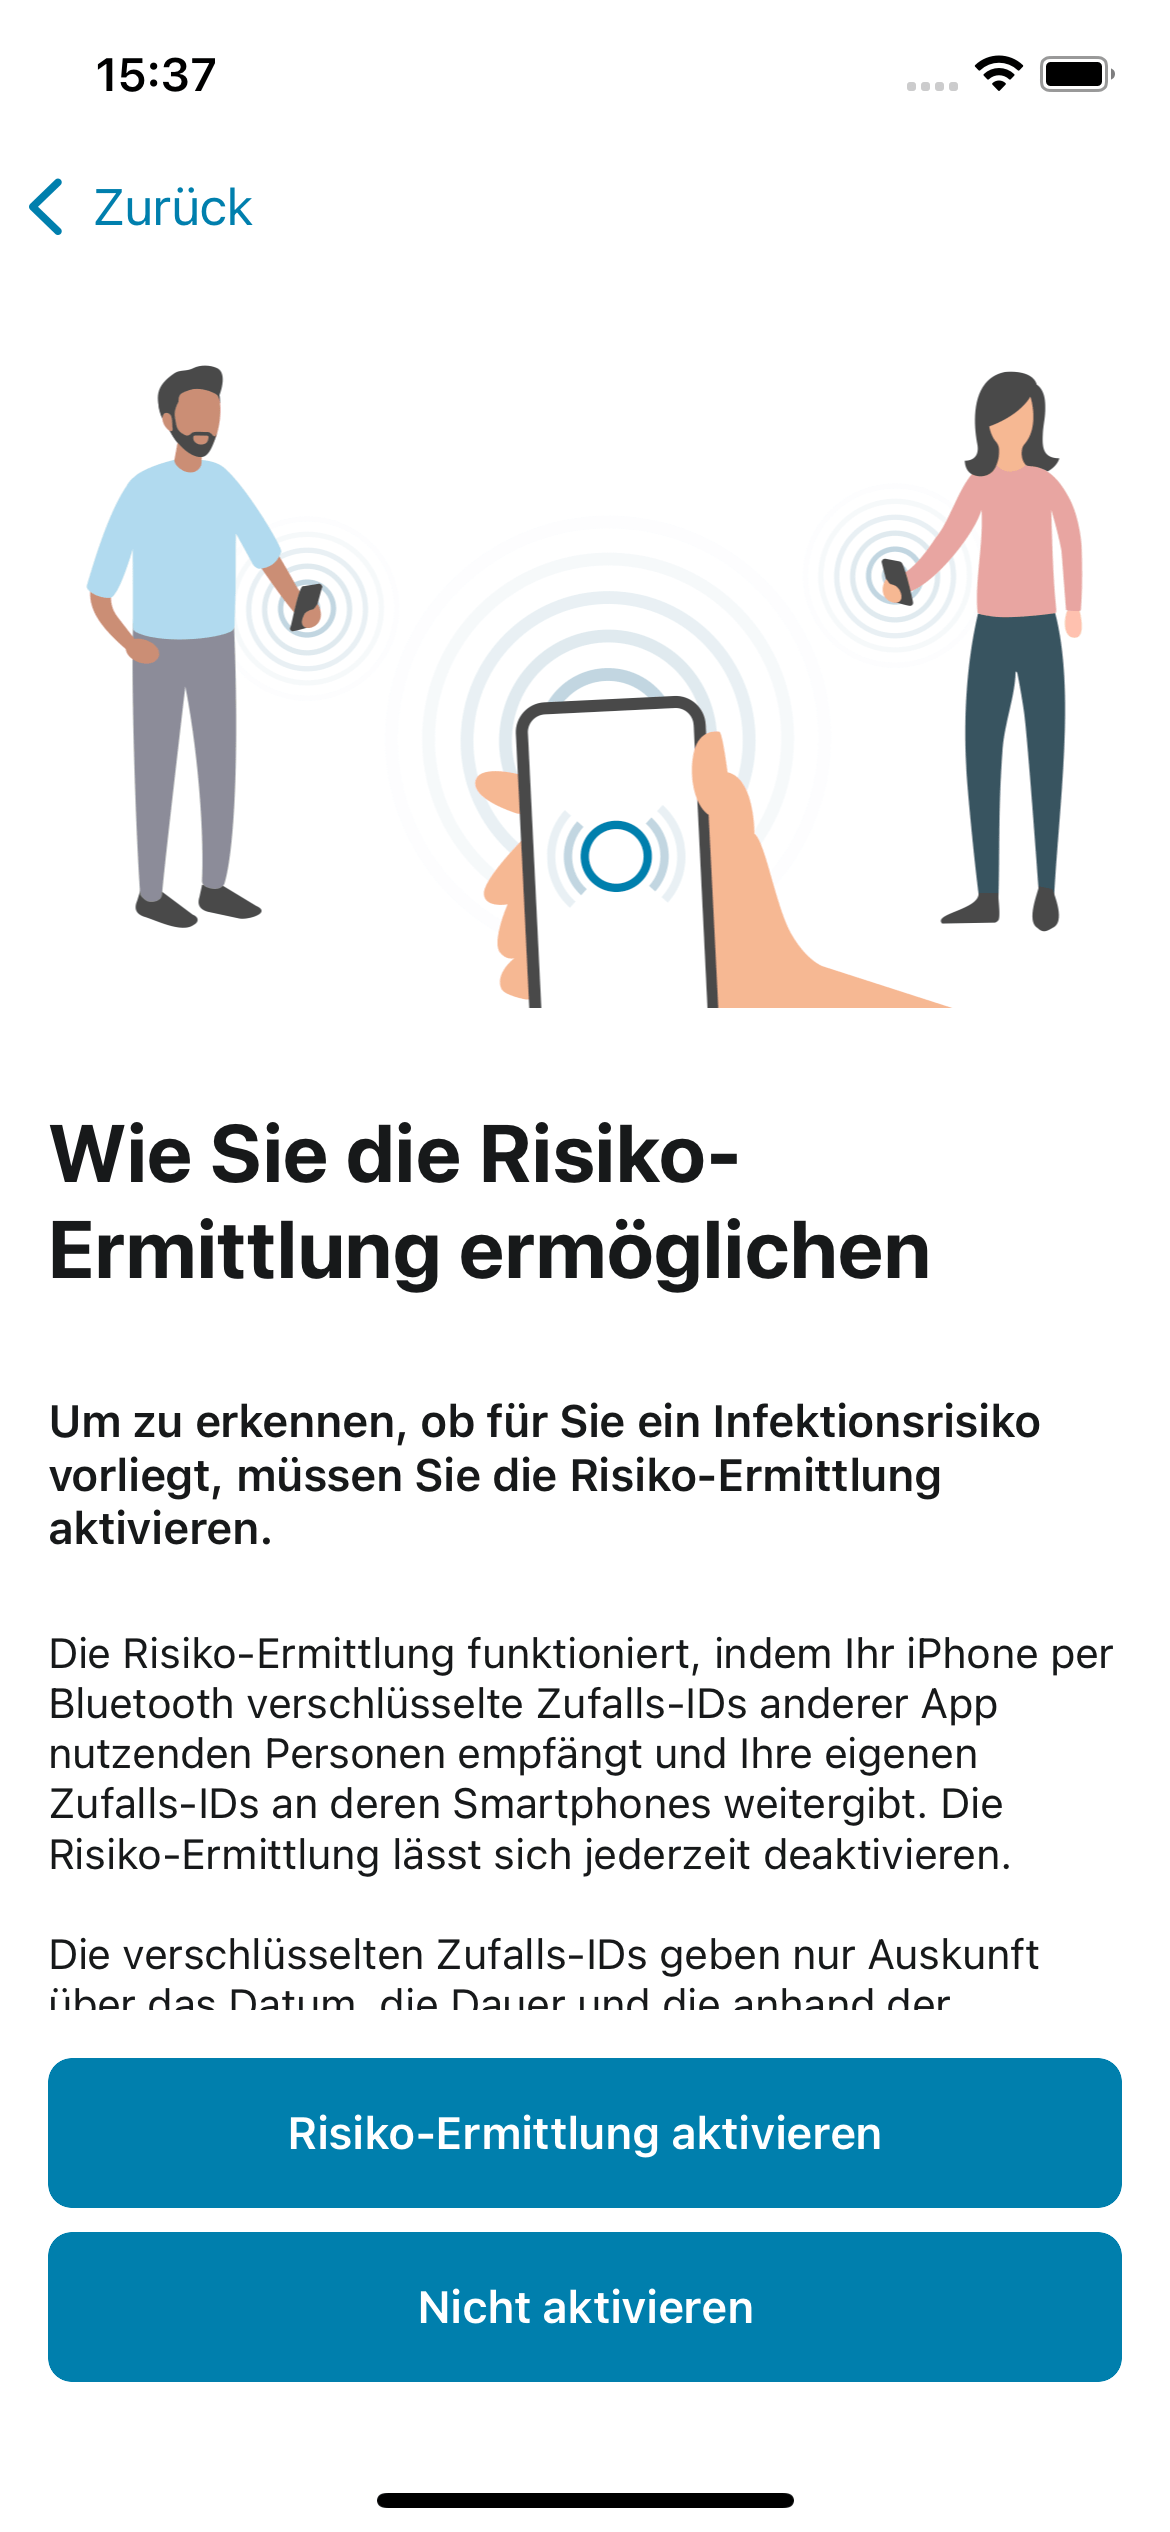 15:37
Zurück
Wie Sie die Risiko-
Ermittlung ermöglichen
Um zu erkennen, ob für Sie ein Infektionsrisiko
vorliegt, müssen Sie die Risiko-Ermittlung
aktivieren.
Die Risiko-Ermittlung funktioniert, indem Ihr iPhone per
Bluetooth verschlüsselte Zufalls-IDs anderer App
nutzenden Personen empfängt und Ihre eigenen
Zufalls-IDs an deren Smartphones weitergibt. Die
Risiko-Ermittlung lässt sich jederzeit deaktivieren.
Die verschlüsselten Zufalls-IDs geben nur Auskunft
über das Datum, die Dauer und die anhand der
Risiko-Ermittlung aktivieren
Nicht aktivieren